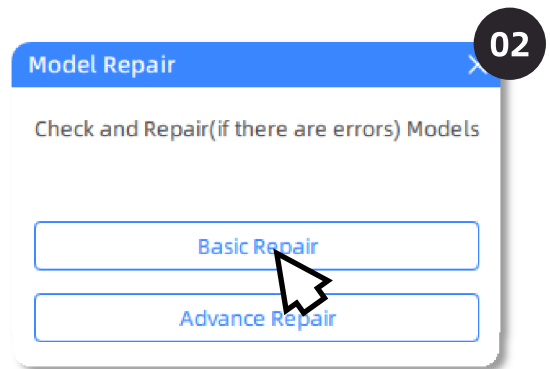 02
Model Repair
Check and Repair(if there are errors) Models
Basic Repair
Advance Repair